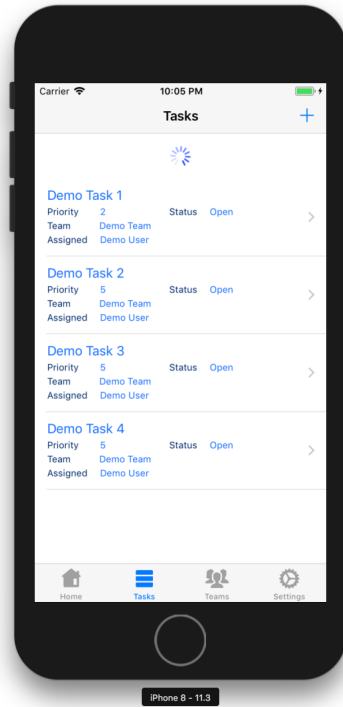 Carrier 10:05 PM
Tasks +
Demo Task 1
Priority 2 Status Open
Team Demo Team
Assigned Demo User
Demo Task 2
Priority 5 Status Open
Team Demo Team
Assigned Demo User
Demo Task 3
Priority 5 Status Open
Team Demo Team
Assigned Demo User
Demo Task 4
Priority 5 Status Open
Team Demo Team
Assigned Demo User
Home Tasks Teams Settings
iPhone 8 - 11.3